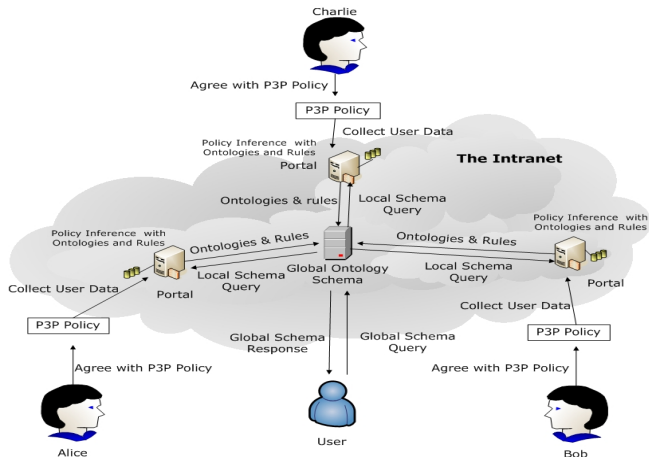 Charlie
Agree with P3P Policy
P3P Policy
Collect User Data
Policy Inference with
Ontologies and Rules
Portal
The Intranet
Ontologies & rules
Local Schema
Query
Policy Inference with
Ontologies and Rules
Portal
Ontologies & Rules
Local Schema
Query
Global Ontology
Schema
Ontologies & Rules
Local Schema
Query
Policy Inference with
Ontologies and Rules
Portal
Collect User Data
P3P Policy
Agree with P3P Policy
Alice
Global Schema
Response
Global Schema
Query
User
Collect User Data
P3P Policy
Agree with P3P Policy
Bob